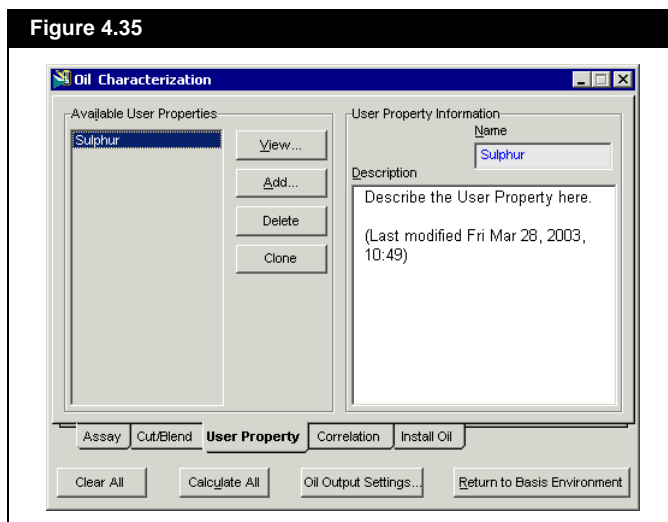 Figure 4.35
Oil Characterization
Available User Properties
Sulphur
View...
Add...
Delete
Clone
User Property Information
Name
Sulphur
Description
Describe the User Property here.
(Last modified Fri Mar 28, 2003,
10:49)
Assay
Cut/Blend
User Property
Correlation
Install Oil
Clear All
Calculate All
Oil Output Settings...
Return to Basis Environment